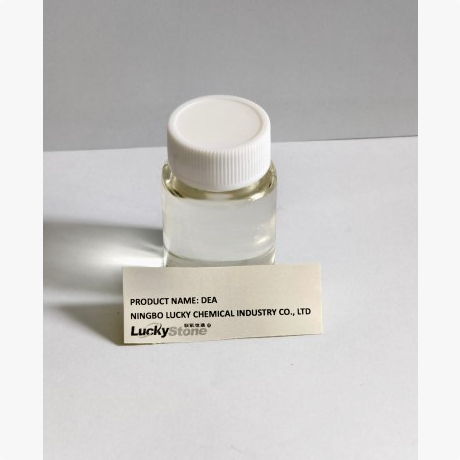 PRODUCT NAME: DEA
NINGBO LUCKY CHEMICAL INDUSTRY CO., LTD
LuckyStone